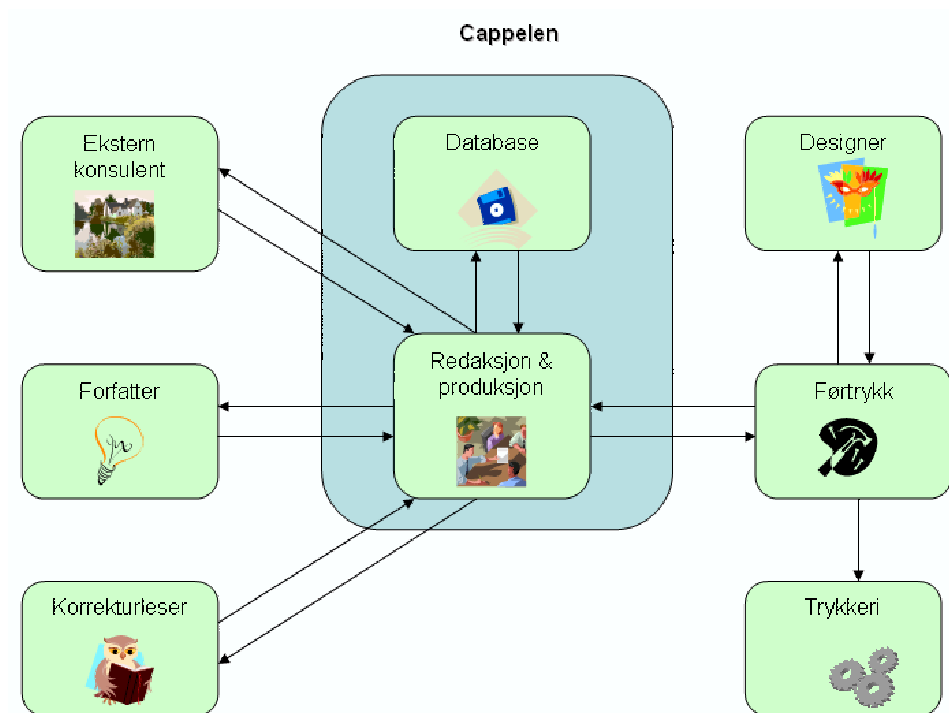 Cappelen
Ekstern
konsulent
Database
Designer
Redaksjon &
produksjon
Forfatter
Førtrykk
Korrekturleser
Trykkeri